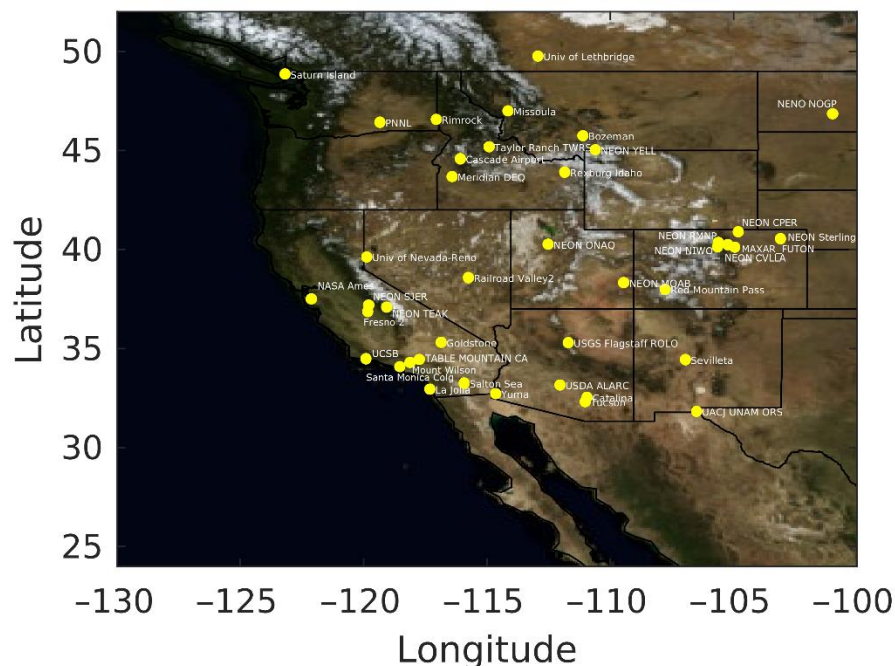 50
45
40
35
30
25
Latitude
Univ of Lethbridge
Saturn Island
Missoula
NENO NOGP
PNNL
Rimrock
Bozeman
Taylor Ranch TWRS
NEON YELL
Cascade Airport
Meridian DEQ
Rexburg Idaho
NEON CPER
NEON RMNP
NEON Sterling
NEON ONAQ
NEON NIWO
MAXAR_FUTON
NEON CVLLA
Univ of Nevada-Reno
Railroad Valley2
NEON MOAB
Red Mountain Pass
NASA Ames
NEON SJER
NEON TEAK
Fresno 2
Goldstone
USGS Flagstaff ROLO
UCSB
TABLE MOUNTAIN CA
Sevilleta
Mount Wilson
Santa Monica Colg
La Jolla
Salton Sea
Yuma
USDA ALARC
Catalina
Tucson
UACJ UNAM ORS
–130 –125 –120 –115 –110 –105 –100
Longitude